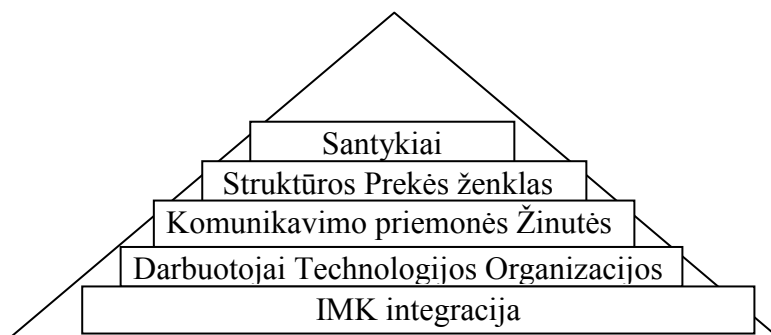 Santykiai
Struktūros Prekės ženklas
Komunikavimo priemonės Žinutės
Darbuotojai Technologijos Organizacijos
IMK integracija